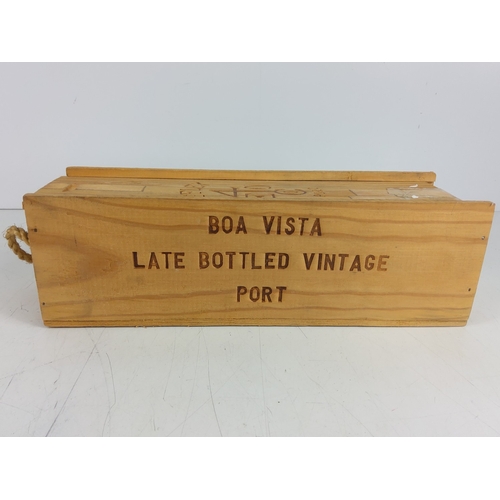 BOA VISTA
LATE BOTTLED VINTAGE
PORT